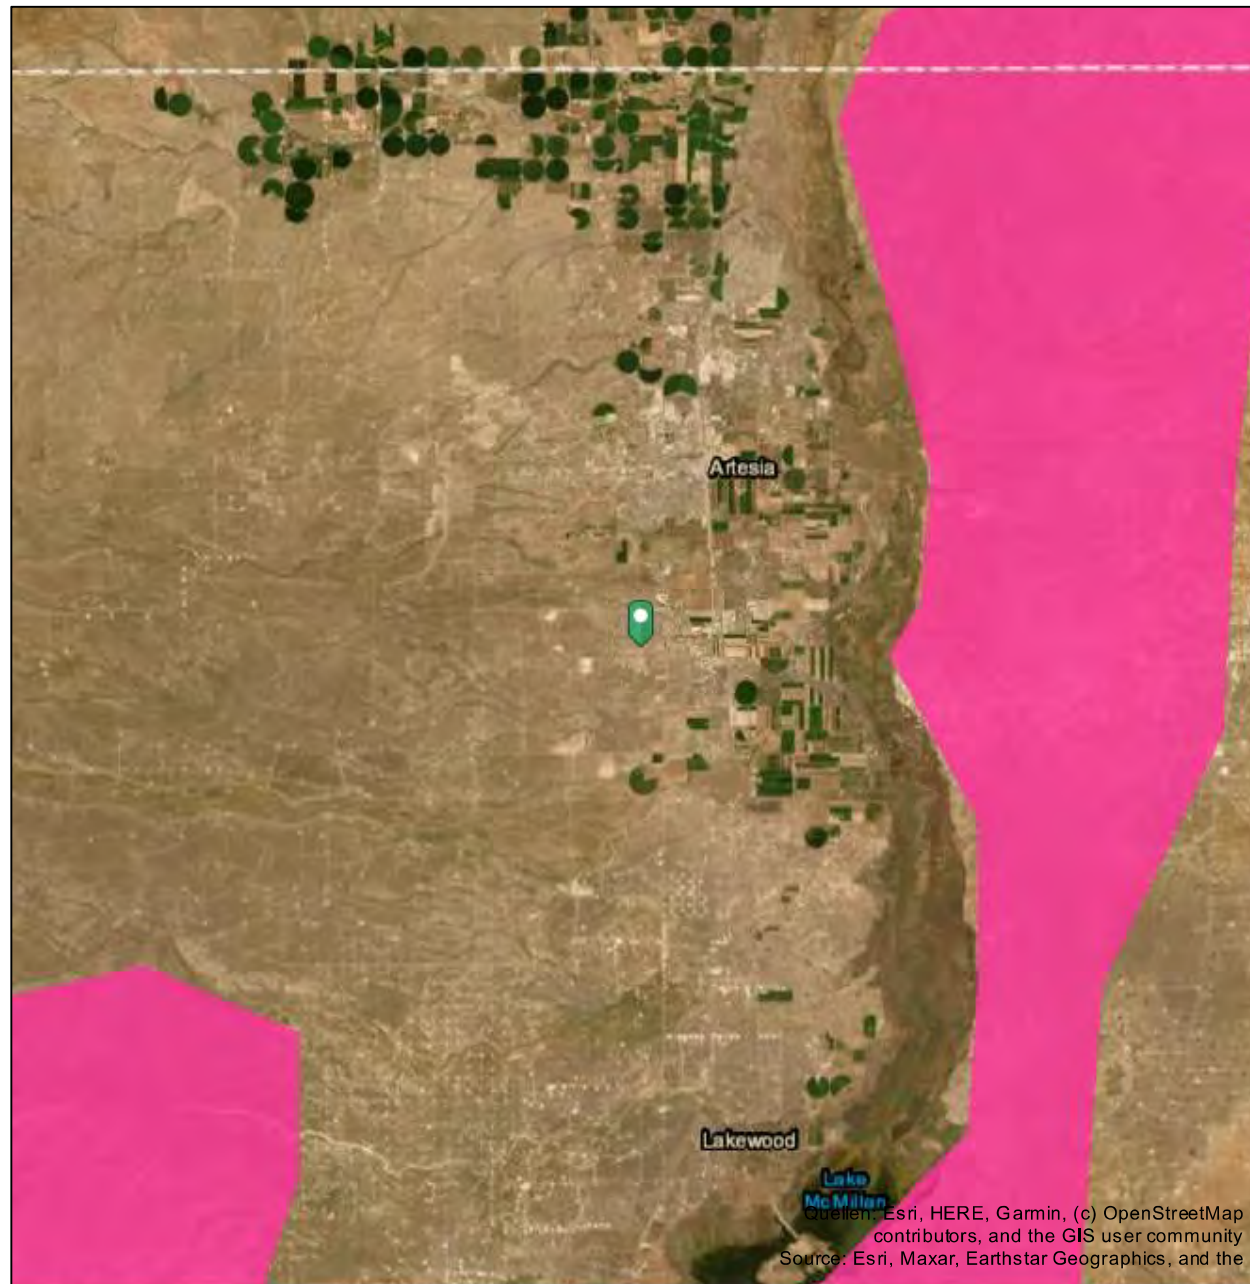 Artesia
Lakewood
Lake
McMillan
Quellen: Esri, HERE, Garmin, (c) OpenStreetMap
contributors, and the GIS user community
Source: Esri, Maxar, Earthstar Geographics, and the